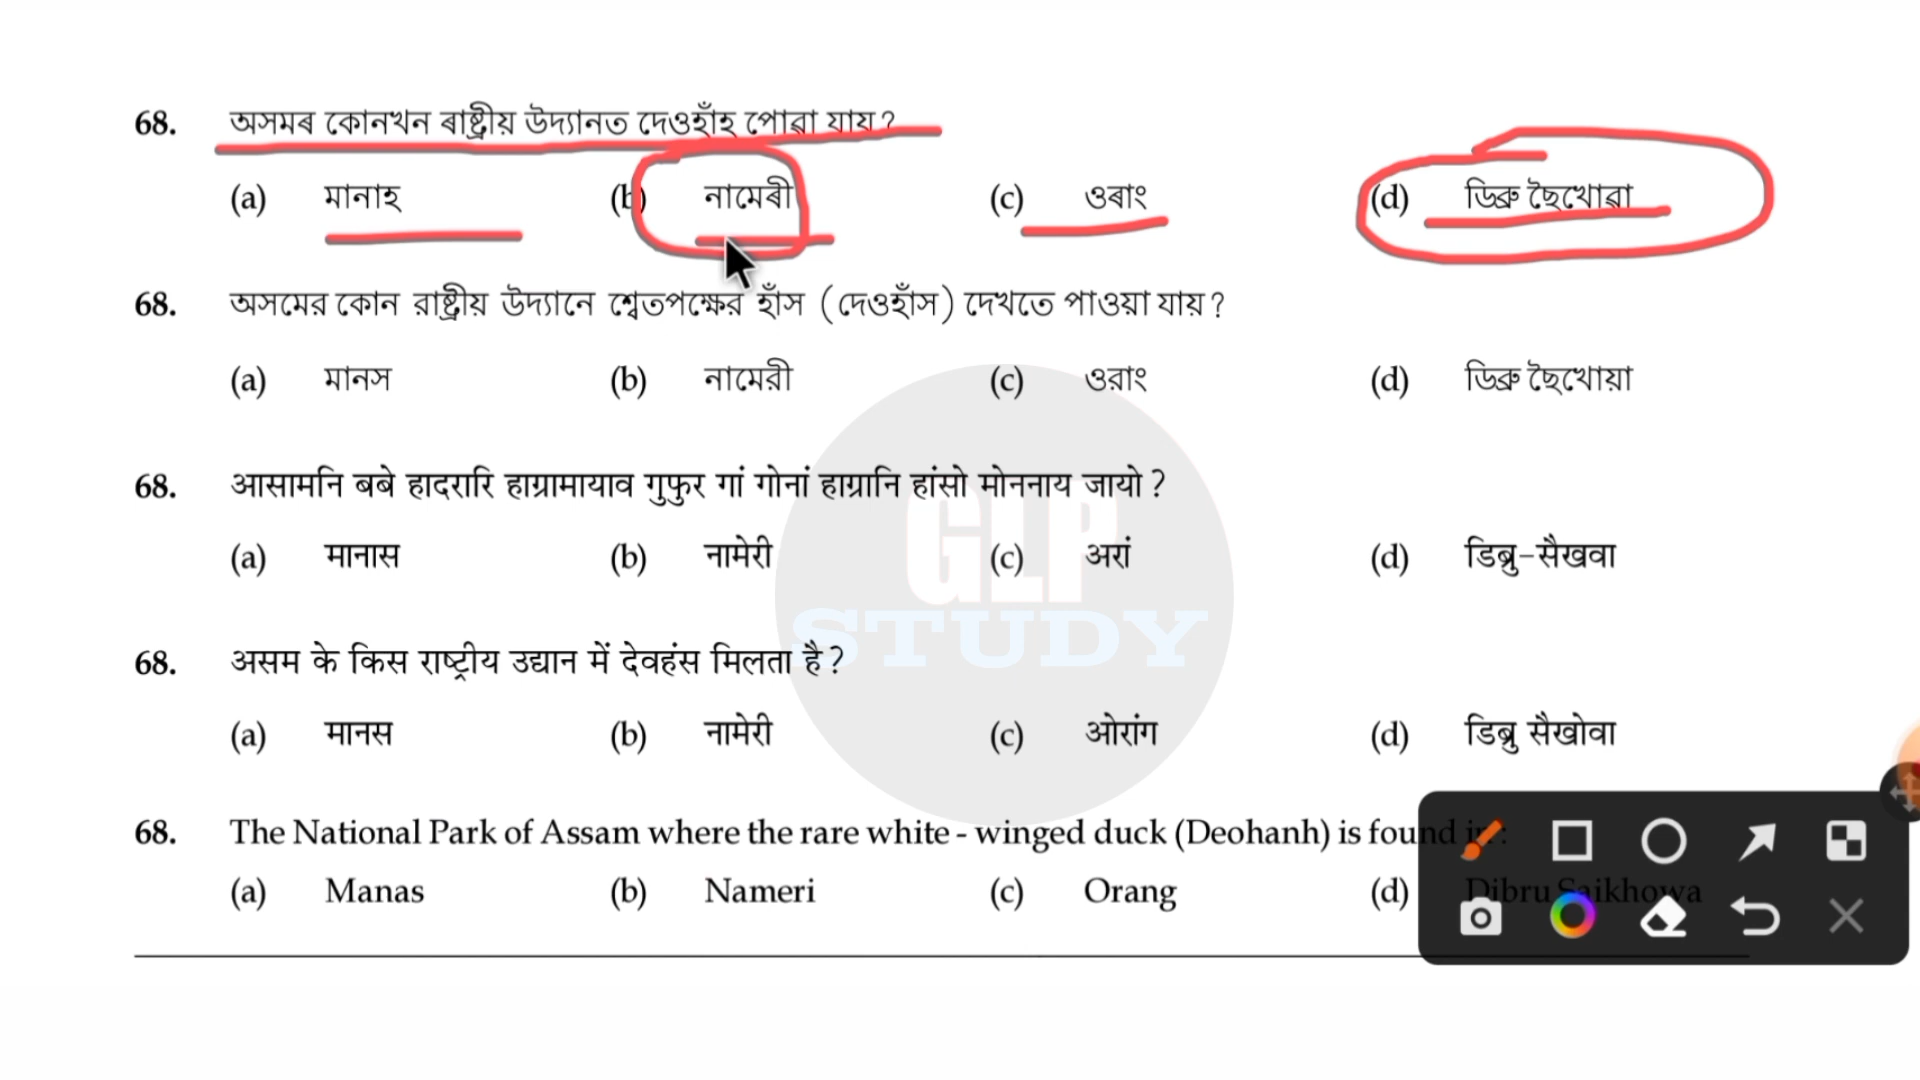 68. অসমৰ কোনখন ৰাষ্ট্ৰীয় উদ্যানত দেওহাঁহ পোৱা যায়?
(a) মানাহ (b) নামেৰী (c) ওৰাং (d) ডিব্ৰু ছৈখোৱা
68. অসমের কোন রাষ্ট্রীয় উদ্যানে শ্বেতপক্ষের হাঁস (দেওহাঁস) দেখতে পাওয়া যায়?
(a) মানস (b) নামেরী (c) ওরাং (d) ডিব্রু ছৈখোয়া
68. आसामनि बबे हादरारि हाग्रामायाव गुफुर गां गोनां हाग्रानि हांसो मोननाय जायो?
(a) मानास (b) नामेरी (c) अरां (d) डिब्रु-सैखवा
68. असम के किस राष्ट्रीय उद्यान में देवहंस मिलता है?
(a) मानस (b) नामेरी (c) ओरांग (d) डिब्रु सैखोवा
68. The National Park of Assam where the rare white - winged duck (Deohanh) is found in :
(a) Manas (b) Nameri (c) Orang (d) Dibru Saikhowa
GLP
STUDY